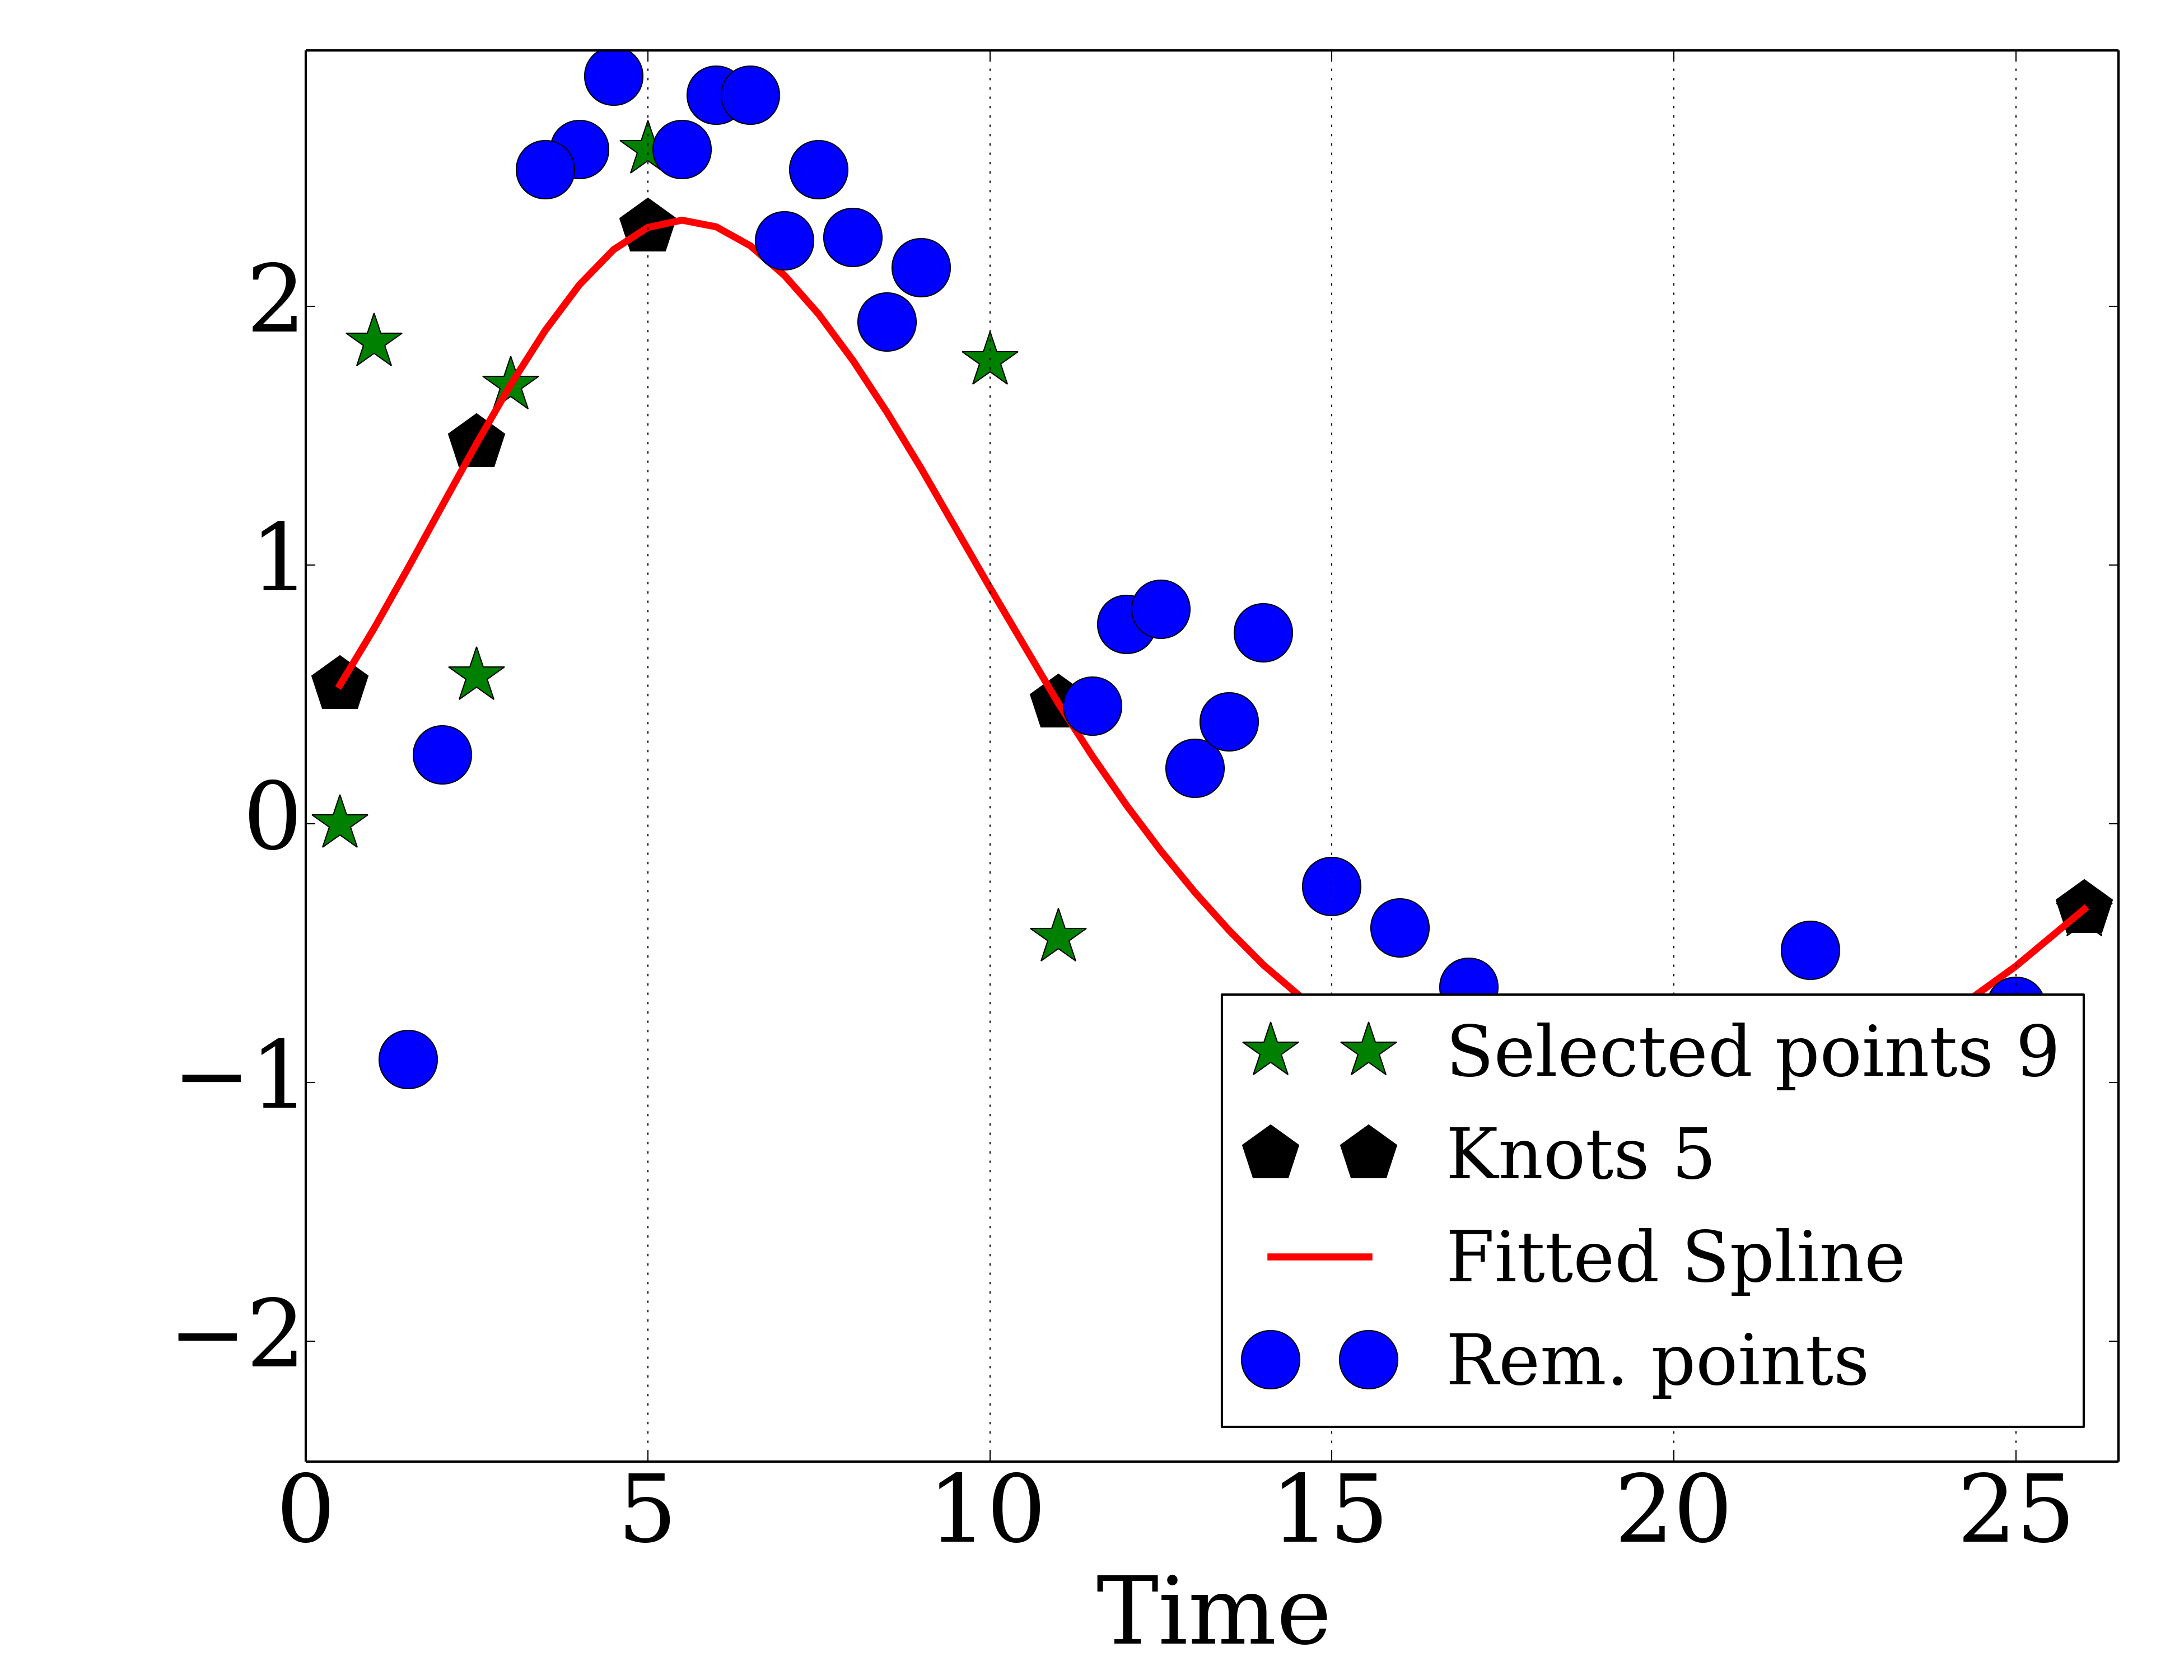 2
1
0
−1
−2
0 5 10 15 20 25
Time
Selected points 9
Knots 5
Fitted Spline
Rem. points